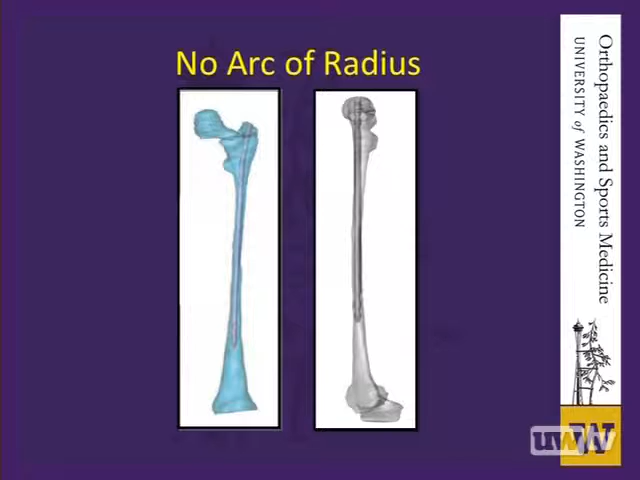 No Arc of Radius
Orthopaedics and Sports Medicine
UNIVERSITY of WASHINGTON
uwtv
W